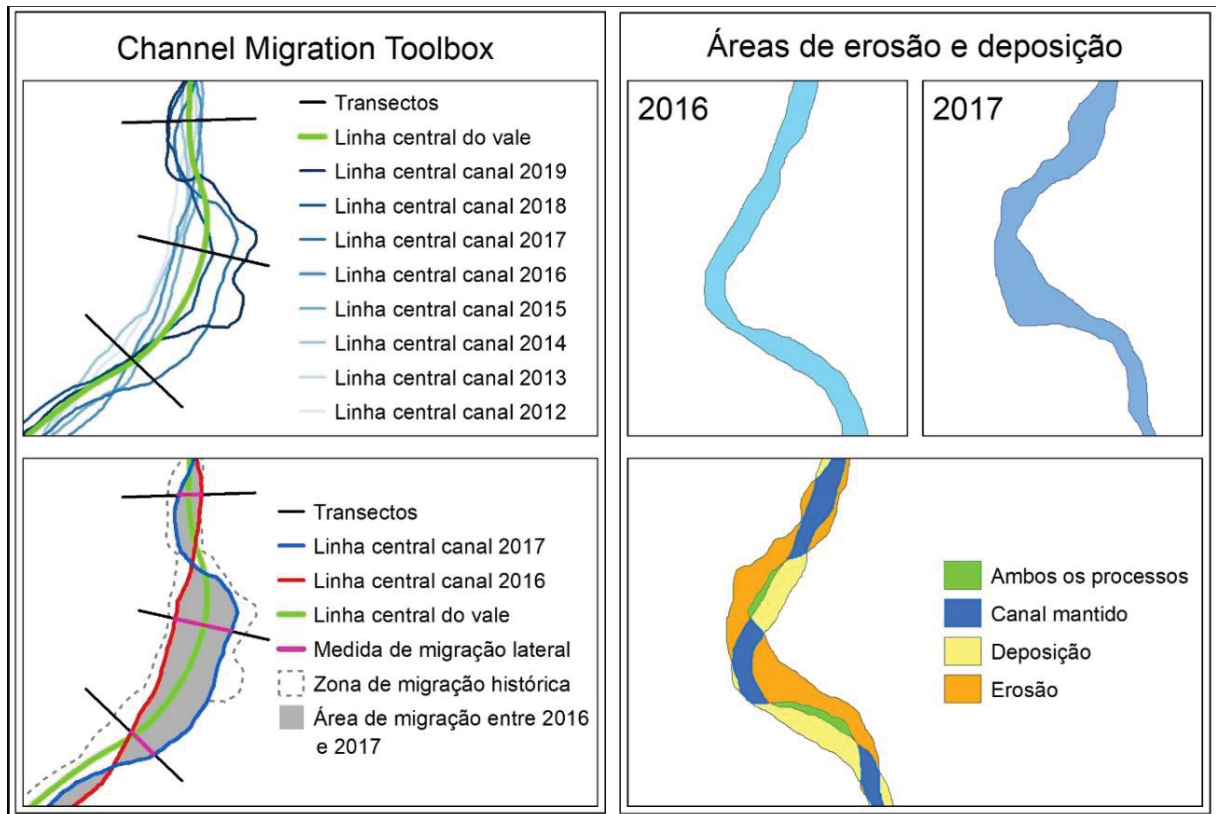 Channel Migration Toolbox
Transectos
Linha central do vale
Linha central canal 2019
Linha central canal 2018
Linha central canal 2017
Linha central canal 2016
Linha central canal 2015
Linha central canal 2014
Linha central canal 2013
Linha central canal 2012
Transectos
Linha central canal 2017
Linha central canal 2016
Linha central do vale
Medida de migração lateral
Zona de migração histórica
Área de migração entre 2016
e 2017
Áreas de erosão e deposição
2016
2017
Ambos os processos
Canal mantido
Deposição
Erosão